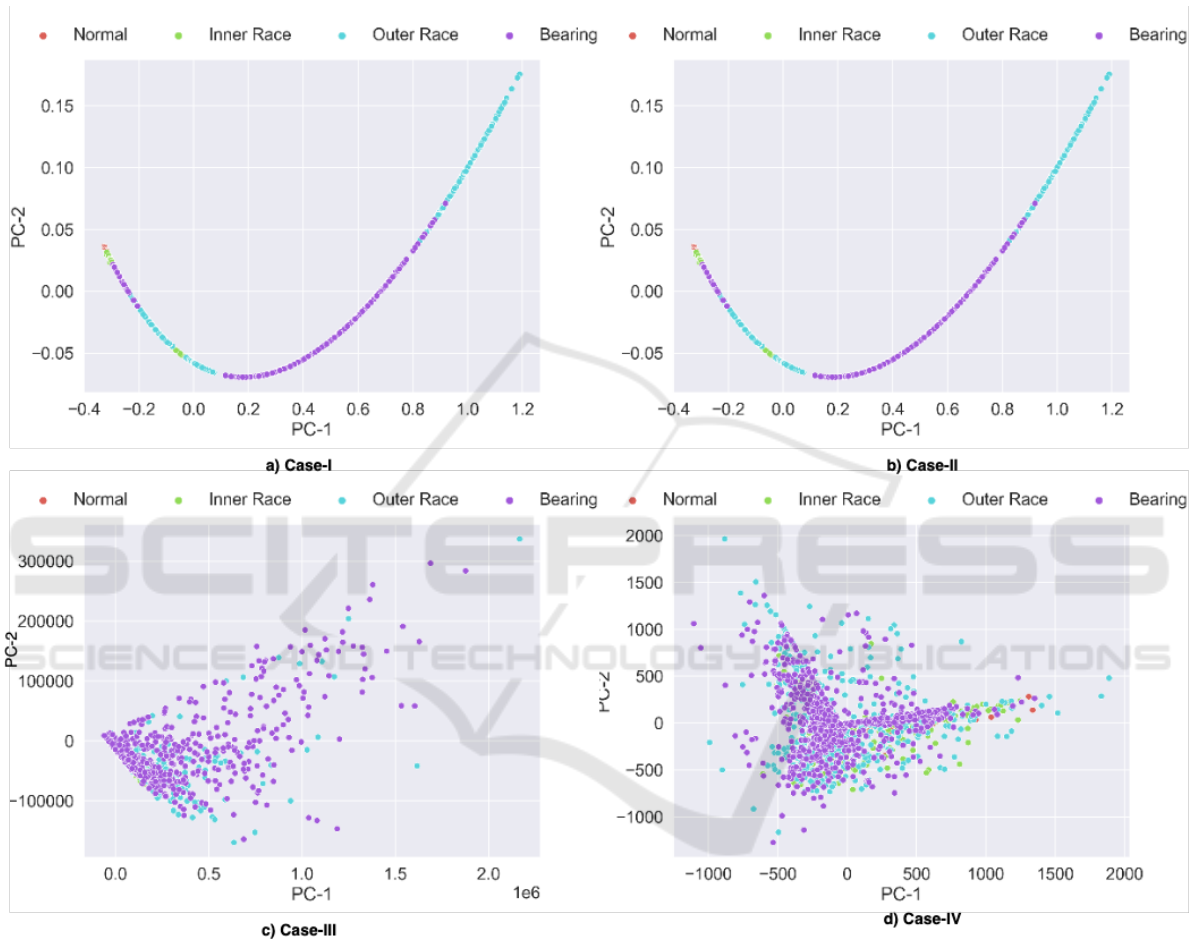 Normal Inner Race Outer Race Bearing Normal Inner Race Outer Race Bearing
PC-2
0.15
0.10
0.05
0.00
−0.05
−0.4 −0.2 0.0 0.2 0.4 0.6 0.8 1.0 1.2
PC-1
a) Case-I
PC-2
0.15
0.10
0.05
0.00
−0.05
−0.4 −0.2 0.0 0.2 0.4 0.6 0.8 1.0 1.2
PC-1
b) Case-II
Normal Inner Race Outer Race Bearing Normal Inner Race Outer Race Bearing
SCITEPRESS
SCIENCE AND TECHNOLOGY PUBLICATIONS
PC-2
300000
200000
100000
0
−100000
0.0 0.5 1.0 1.5 2.0
1e6
PC-1
c) Case-III
PC-2
2000
1500
1000
500
0
−500
−1000
−1000 −500 0 500 1000 1500 2000
PC-1
d) Case-IV